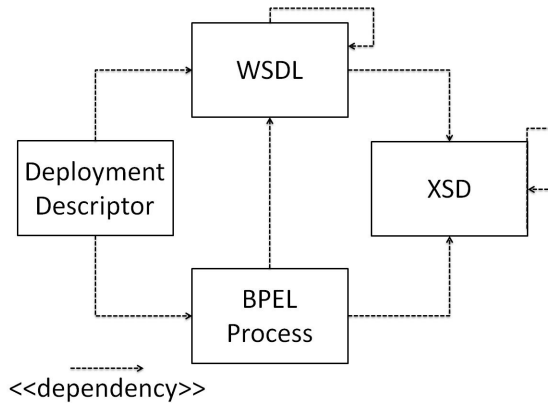 WSDL
Deployment
Descriptor
XSD
BPEL
Process
<<dependency>>